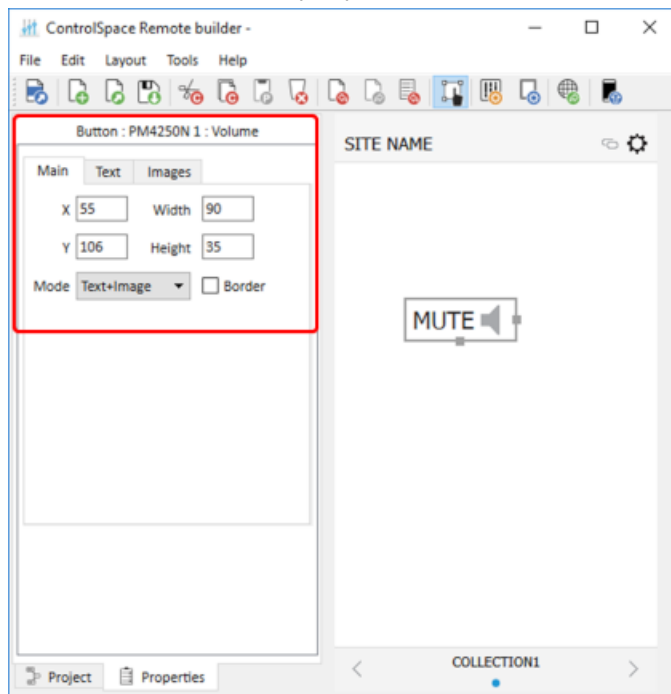 ControlSpace Remote builder -
File Edit Layout Tools Help
Button : PM4250N 1 : Volume
Main Text Images
X 55 Width 90
Y 106 Height 35
Mode Text+Image Border
Project Properties
SITE NAME
MUTE
COLLECTION1